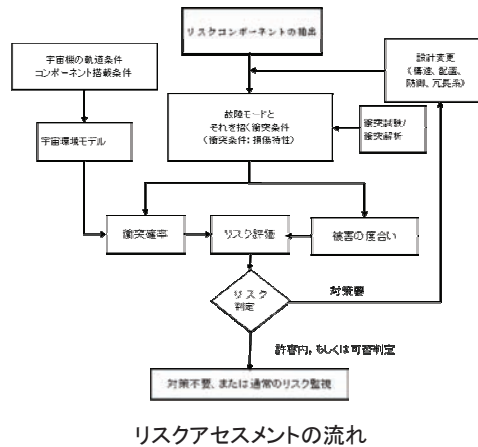 リスクコンポーネントの抽出
宇宙機の軌道条件
コンポーネント搭載条件
設計変更
(構造、配置、
防御、冗長系)
故障モードと
それを招く衝突条件
(衝突条件:損傷特性)
衝突試験/
衝突解析
宇宙環境モデル
衝突確率
リスク評価
被害の度合い
リスク
判定
対策要
許容内,もしくは可否判定
対策不要、または通常のリスク監視
リスクアセスメントの流れ